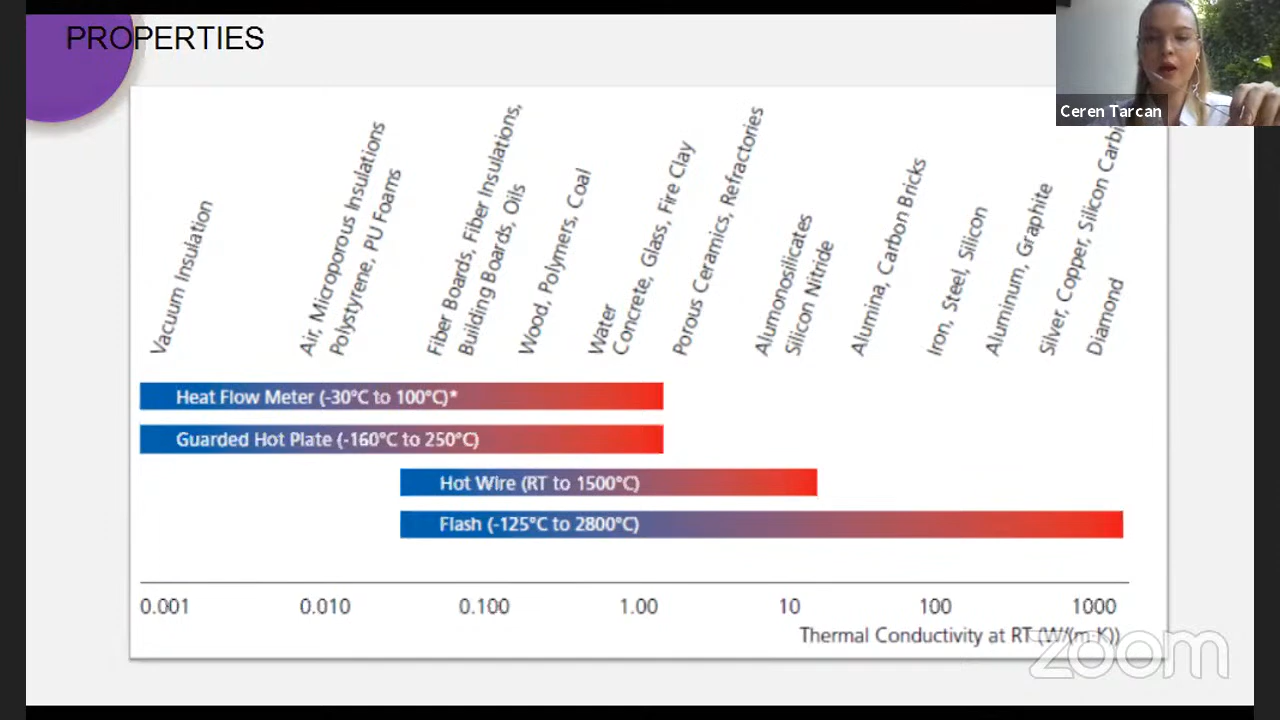 PROPERTIES
Ceren Tarcan
Vacuum Insulation
Air, Microporous Insulations
Polystyrene, PU Foams
Fiber Boards, Fiber Insulations,
Building Boards, Oils
Wood, Polymers, Coal
Water
Concrete, Glass, Fire Clay
Porous Ceramics, Refractories
Alumonosilicates
Silicon Nitride
Alumina, Carbon Bricks
Iron, Steel, Silicon
Aluminum, Graphite
Silver, Copper, Silicon Carbi
Diamond
Heat Flow Meter (-30°C to 100°C)*
Guarded Hot Plate (-160°C to 250°C)
Hot Wire (RT to 1500°C)
Flash (-125°C to 2800°C)
0.001 0.010 0.100 1.00 10 100 1000
Thermal Conductivity at RT (W/(m·K))
zoom